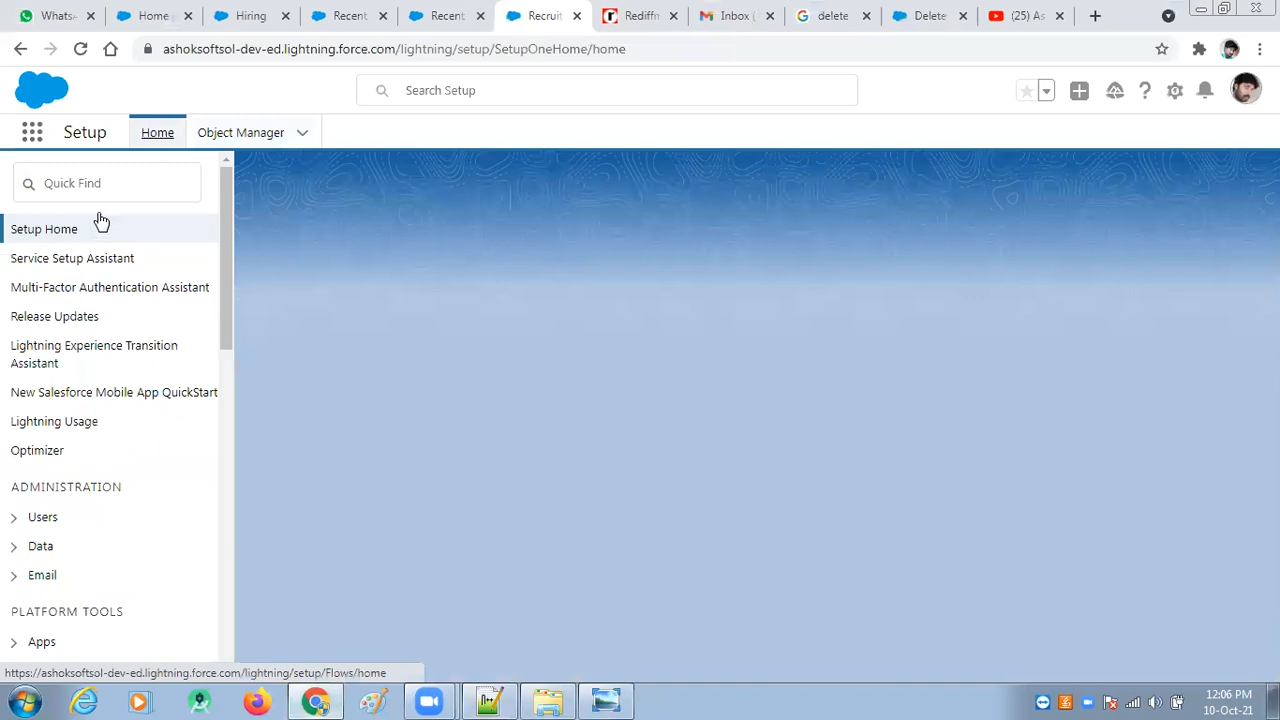 Whats
Home
Hiring
Recent
Recent
Recruit
Rediffm
Inbox (
delete
Delete
(25) A
ashoksoftsol-dev-ed.lightning.force.com/lightning/setup/SetupOneHome/home
Search Setup
Setup
Home
Object Manager
Quick Find
Setup Home
Service Setup Assistant
Multi-Factor Authentication Assistant
Release Updates
Lightning Experience Transition
Assistant
New Salesforce Mobile App QuickStart
Lightning Usage
Optimizer
ADMINISTRATION
Users
Data
Email
PLATFORM TOOLS
Apps
https://ashoksoftsol-dev-ed.lightning.force.com/lightning/setup/Flows/home
12:06 PM
10-Oct-21